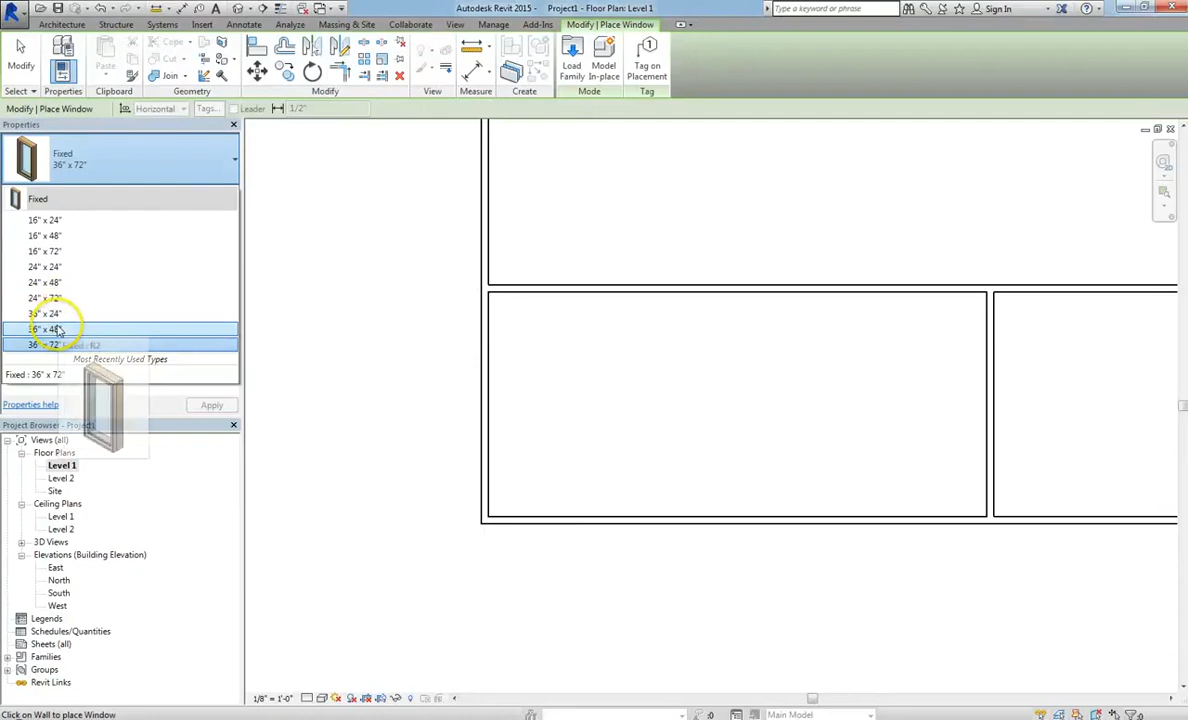 Autodesk Revit 2015 - Project1 - Floor Plan: Level 1
Type a keyword or phrase
Sign In
Architecture Structure Systems Insert Annotate Analyze Massing & Site Collaborate View Manage Add-Ins Modify | Place Window
Modify
Paste
Cope
Cut
Join
Load Family
Model In-place
Tag on Placement
Select Properties Clipboard Geometry Modify View Measure Create Mode Tag
Modify | Place Window
Horizontal
Tags...
Leader
1/2"
Properties
Fixed
36" x 72"
Fixed
16" x 24"
16" x 48"
16" x 72"
24" x 24"
24" x 48"
24" x 72"
36" x 24"
36" x 48"
36" x 72"
Most Recently Used Types
Fixed : 36" x 72"
Properties help
Apply
Project Browser - Project1
Views (all)
Floor Plans
Level 1
Level 2
Site
Ceiling Plans
Level 1
Level 2
3D Views
Elevations (Building Elevation)
East
North
South
West
Legends
Schedules/Quantities
Sheets (all)
Families
Groups
Revit Links
1/8" = 1'-0"
Click on Wall to place Window
:0
Main Model
:0